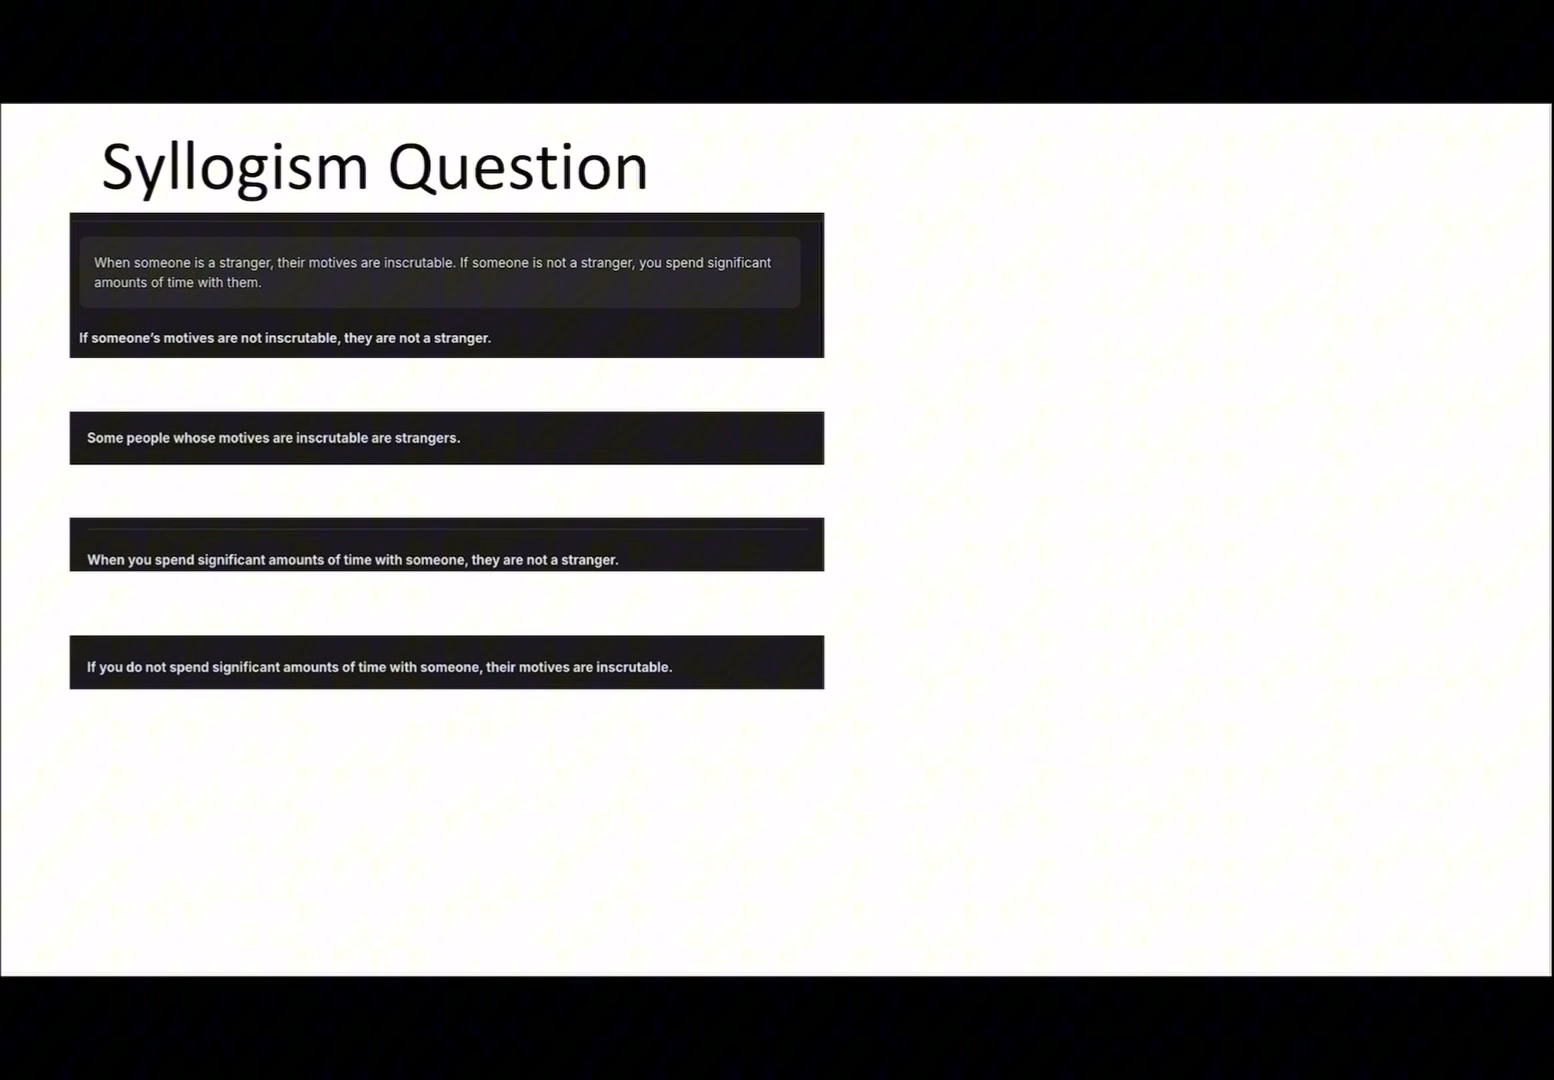 Syllogism Question
When someone is a stranger, their motives are inscrutable. If someone is not a stranger, you spend significant
amounts of time with them.
If someone’s motives are not inscrutable, they are not a stranger.
Some people whose motives are inscrutable are strangers.
When you spend significant amounts of time with someone, they are not a stranger.
If you do not spend significant amounts of time with someone, their motives are inscrutable.